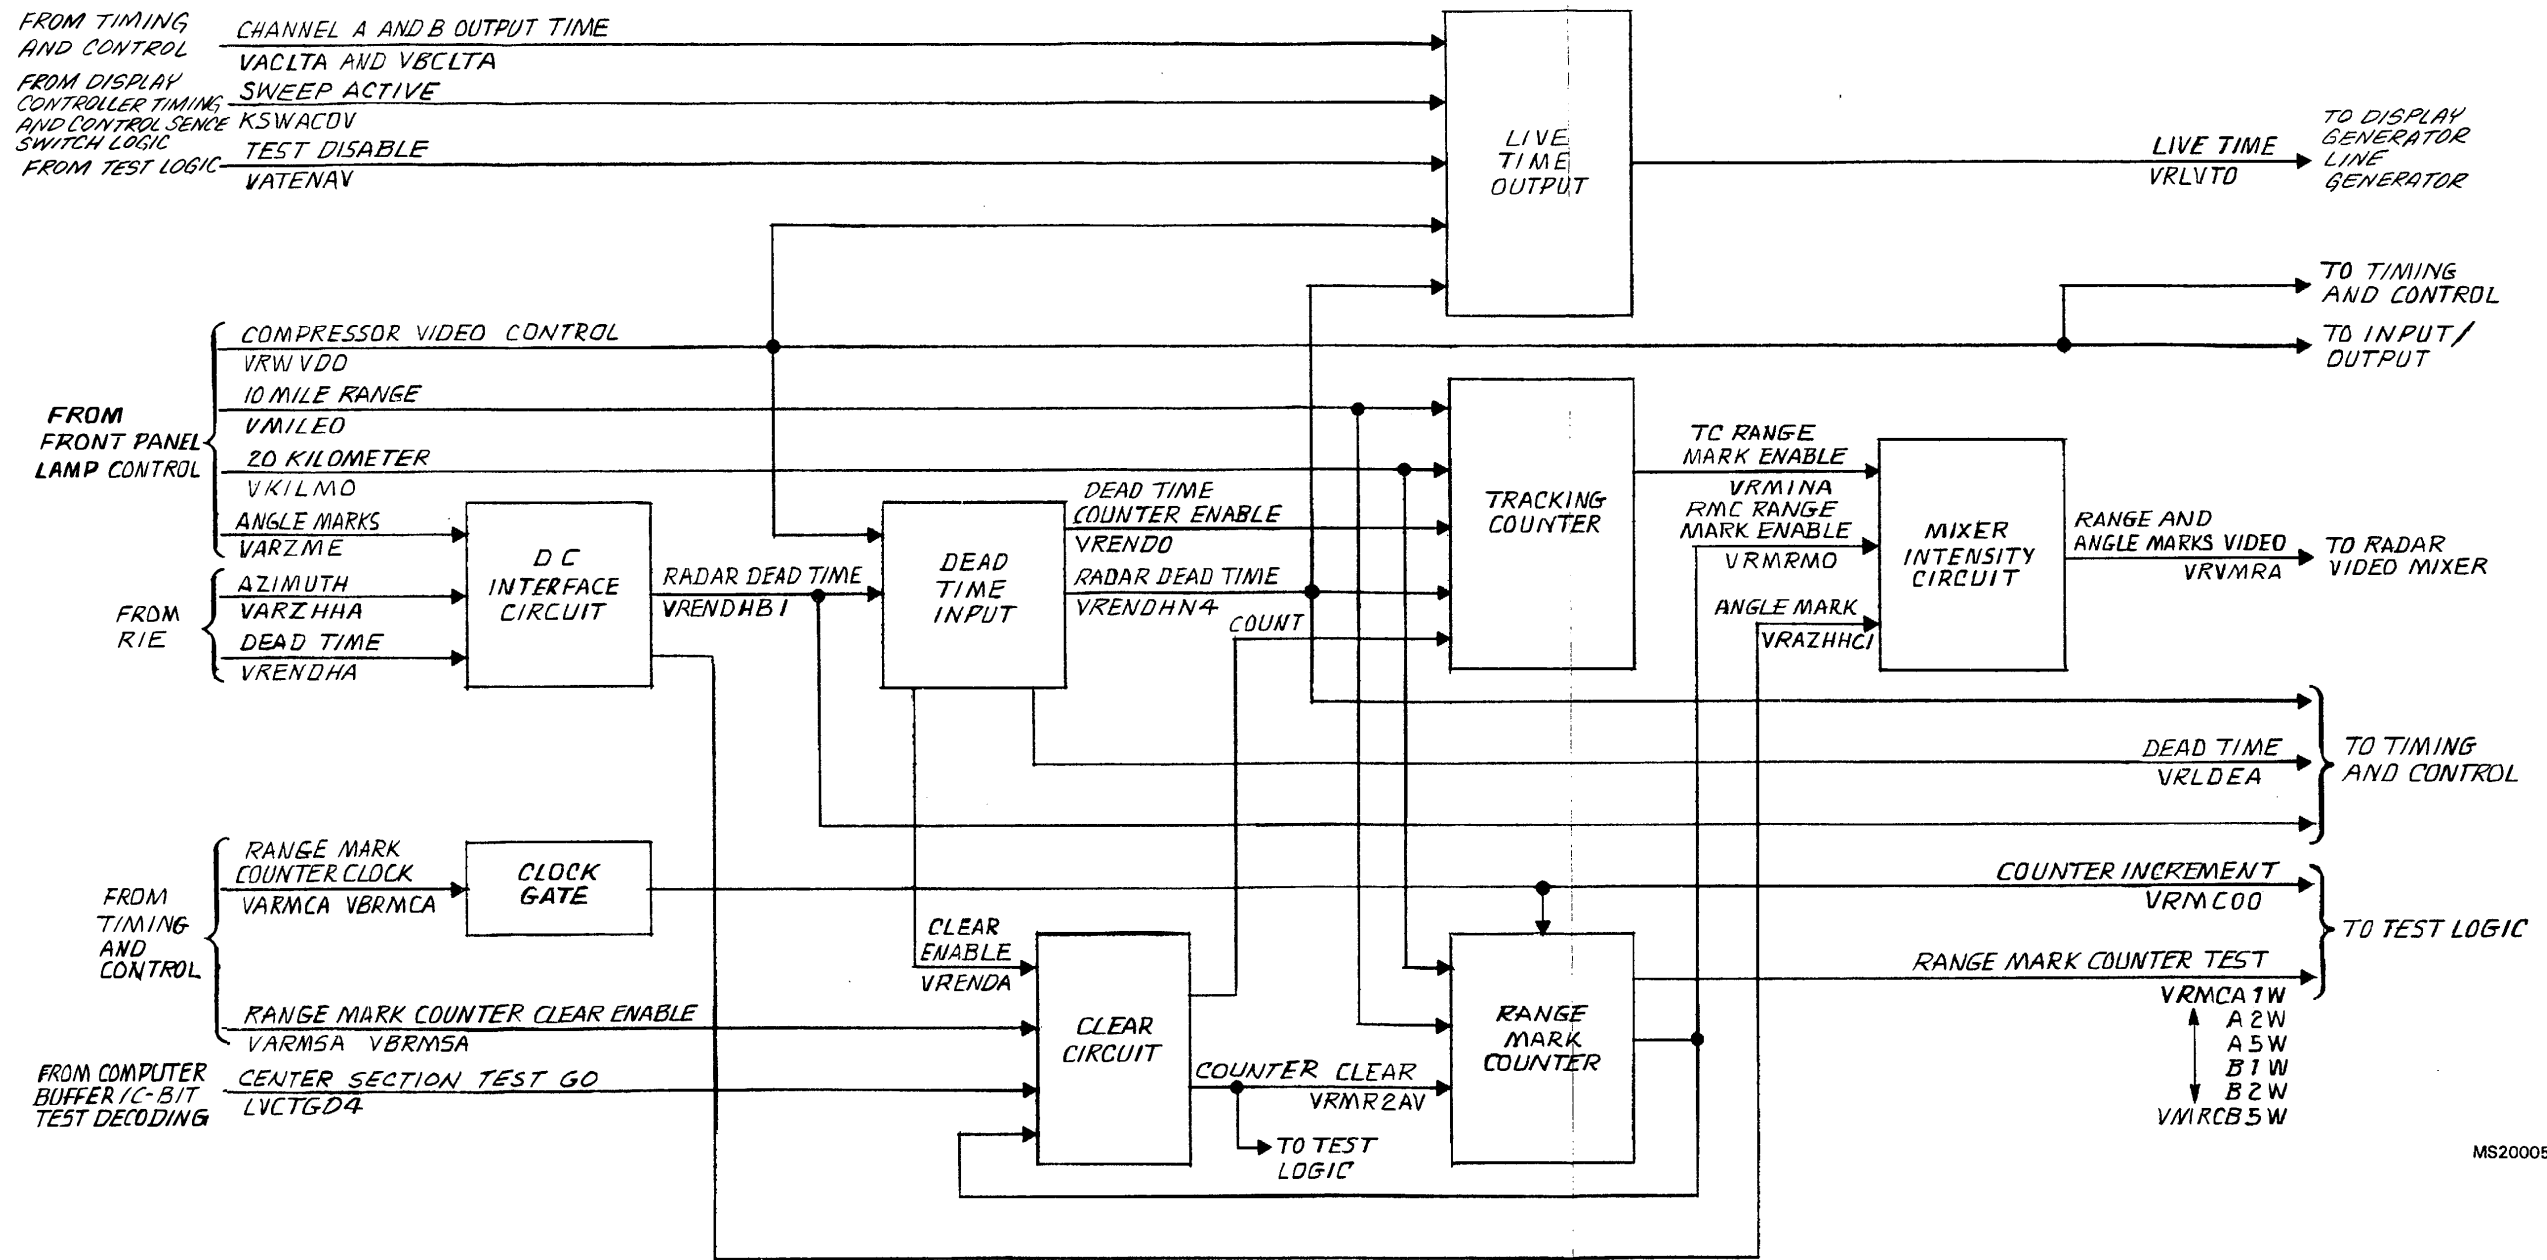 FROM TIMING
AND CONTROL
CHANNEL A AND B OUTPUT TIME
VACLTA AND VBCLTA
FROM DISPLAY
CONTROLLER TIMING
AND CONTROL SENCE
SWITCH LOGIC
SWEEP ACTIVE
KSWACOV
FROM TEST LOGIC
TEST DISABLE
VATENAV
LIVE
TIME
OUTPUT
LIVE TIME
VRLVTO
TO DISPLAY
GENERATOR
LINE
GENERATOR
TO TIMING
AND CONTROL
TO INPUT/
OUTPUT
FROM
FRONT PANEL
LAMP CONTROL
COMPRESSOR VIDEO CONTROL
VRWVDO
10 MILE RANGE
VMILEO
20 KILOMETER
VKILMO
ANGLE MARKS
VARZME
FROM
RIE
AZIMUTH
VARZHHA
DEAD TIME
VRENDHA
DC
INTERFACE
CIRCUIT
RADAR DEAD TIME
VRENDHB1
DEAD
TIME
INPUT
DEAD TIME
COUNTER ENABLE
VRENDO
RADAR DEAD TIME
VRENDHN4
COUNT
TRACKING
COUNTER
TC RANGE
MARK ENABLE
VRMINA
RMC RANGE
MARK ENABLE
VRMRMO
ANGLE MARK
VRAZHHC1
MIXER
INTENSITY
CIRCUIT
RANGE AND
ANGLE MARKS VIDEO
VRVMRA
TO RADAR
VIDEO MIXER
DEAD TIME
VRLDEA
TO TIMING
AND CONTROL
FROM
TIMING
AND
CONTROL
RANGE MARK
COUNTER CLOCK
VARMCA VBRMCA
CLOCK
GATE
COUNTER INCREMENT
VRMCOO
TO TEST LOGIC
RANGE MARK COUNTER TEST
VRMCA1W
A2W
A5W
B1W
B2W
VMRCB5W
CLEAR
ENABLE
VRENDA
RANGE MARK COUNTER CLEAR ENABLE
VARMSA VBRMSA
FROM COMPUTER
BUFFER/C-BIT
TEST DECODING
CENTER SECTION TEST GO
LVCTGD4
CLEAR
CIRCUIT
COUNTER CLEAR
VRMR2AV
TO TEST
LOGIC
RANGE
MARK
COUNTER
MS20005